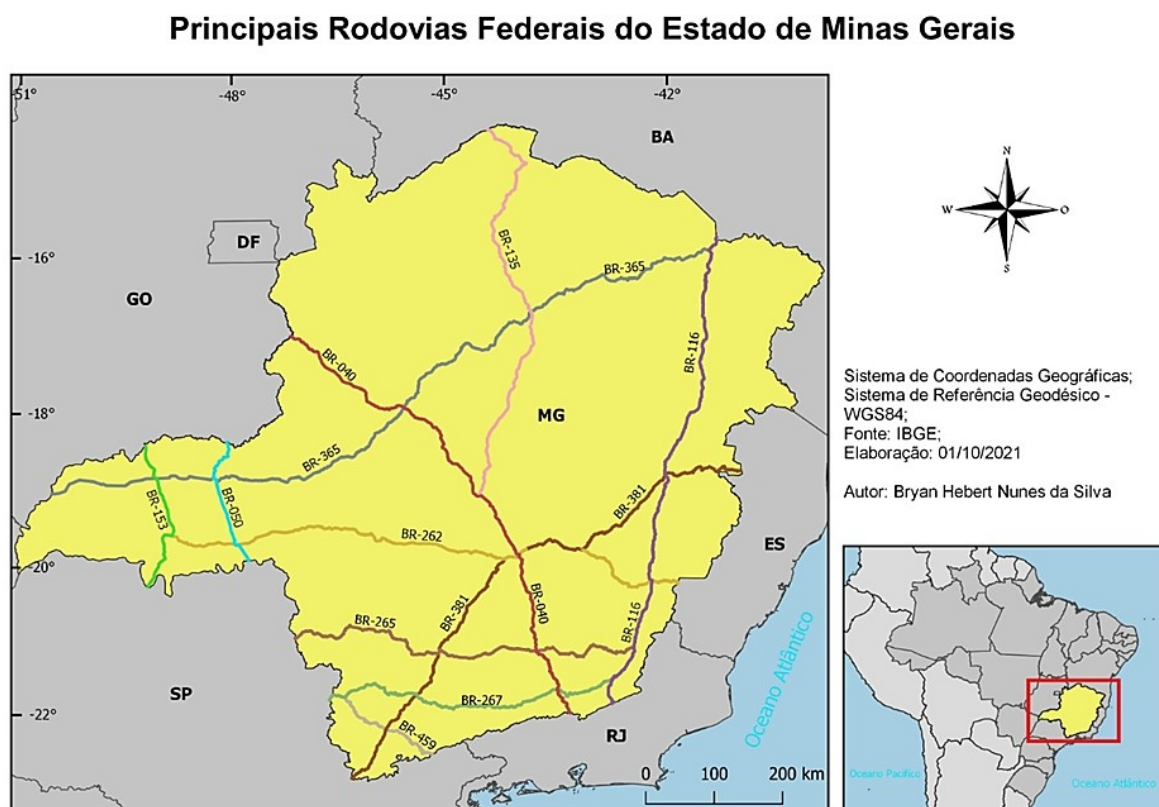 Principais Rodovias Federais do Estado de Minas Gerais
-51°
-48°
-45°
-42°
BA
N
W
O
S
DF
-16°
GO
BR-135
BR-365
BR-116
BR-040
Sistema de Coordenadas Geográficas;
Sistema de Referência Geodésico -
WGS84;
Fonte: IBGE;
Elaboração: 01/10/2021
Autor: Bryan Hebert Nunes da Silva
-18°
MG
BR-365
BR-153
BR-050
BR-381
BR-262
ES
-20°
BR-381
BR-040
BR-265
BR-116
SP
BR-267
-22°
BR-459
RJ
Oceano Atlântico
0 100 200 km
Oceano Pacífico
Oceano Atlântico